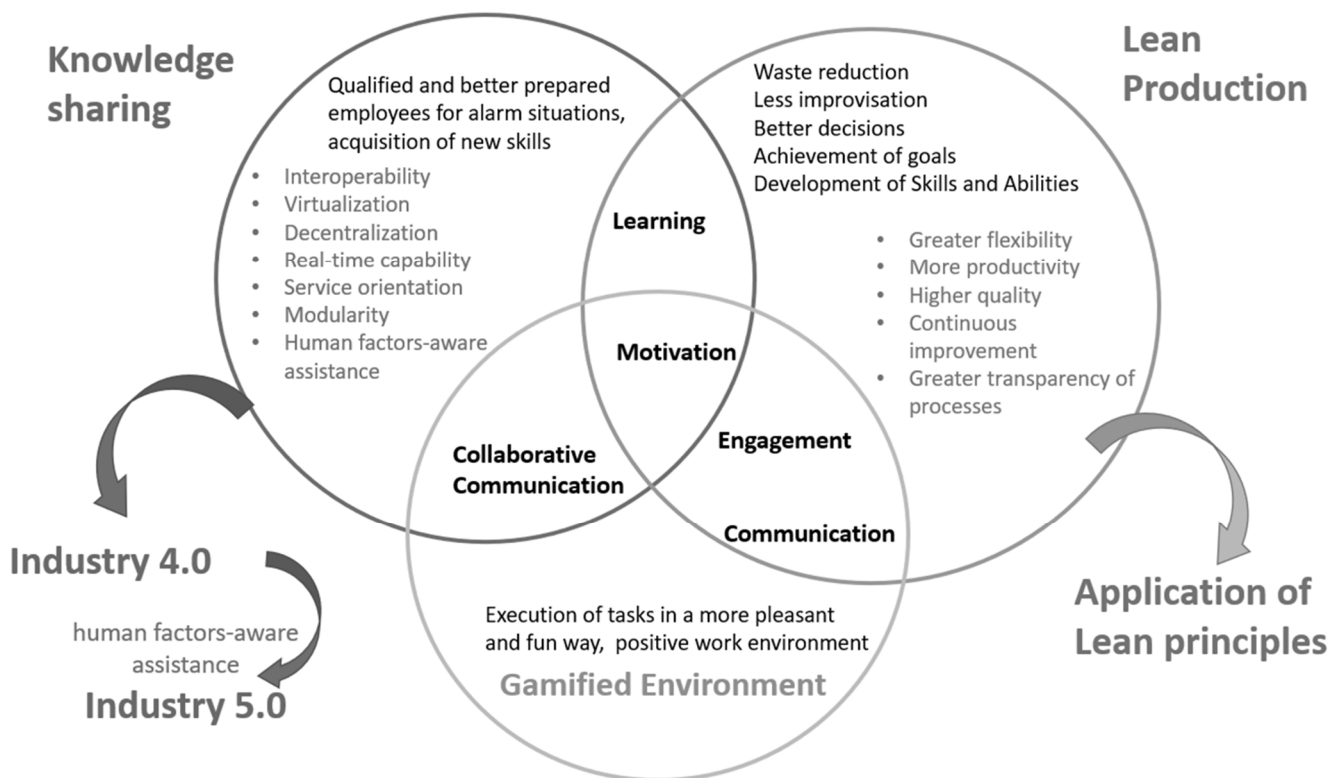 Knowledge
sharing
Qualified and better prepared
employees for alarm situations,
acquisition of new skills
• Interoperability
• Virtualization
• Decentralization
• Real-time capability
• Service orientation
• Modularity
• Human factors-aware
assistance
Lean
Production
Waste reduction
Less improvisation
Better decisions
Achievement of goals
Development of Skills and Abilities
• Greater flexibility
• More productivity
• Higher quality
• Continuous
improvement
• Greater transparency of
processes
Learning
Motivation
Engagement
Collaborative
Communication
Communication
Industry 4.0
human factors-aware
assistance
Industry 5.0
Execution of tasks in a more pleasant
and fun way, positive work environment
Gamified Environment
Application of
Lean principles